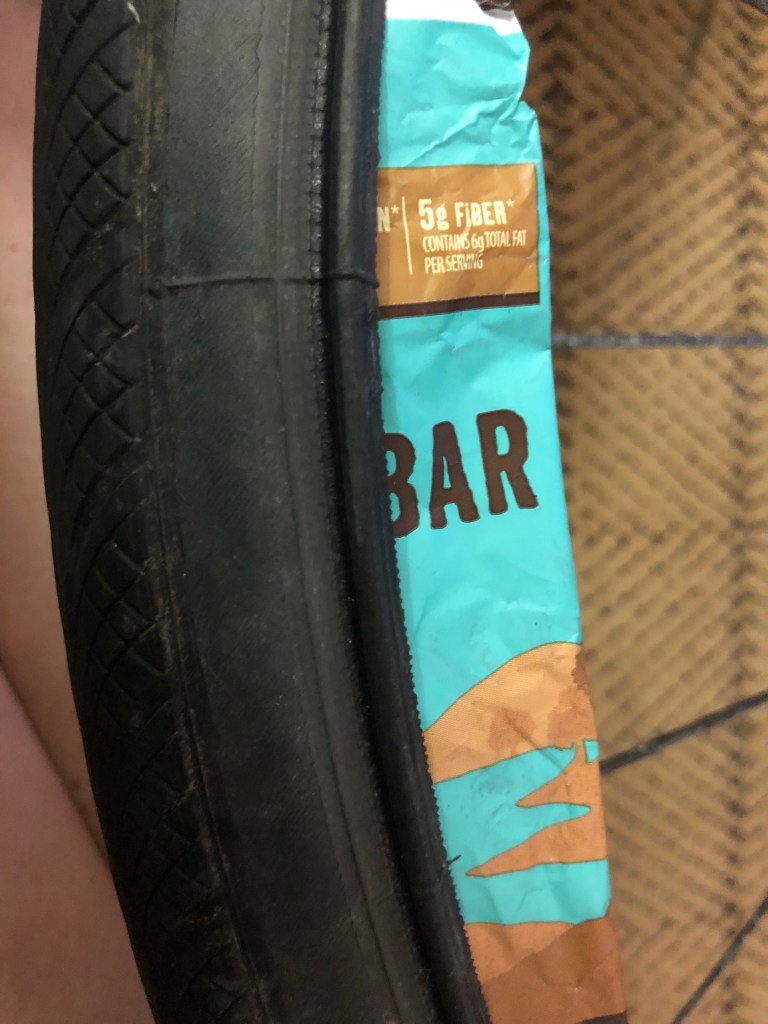 N* 5g FiBER*
CONTAINS 6g TOTAL FAT
PER SERVING
BAR